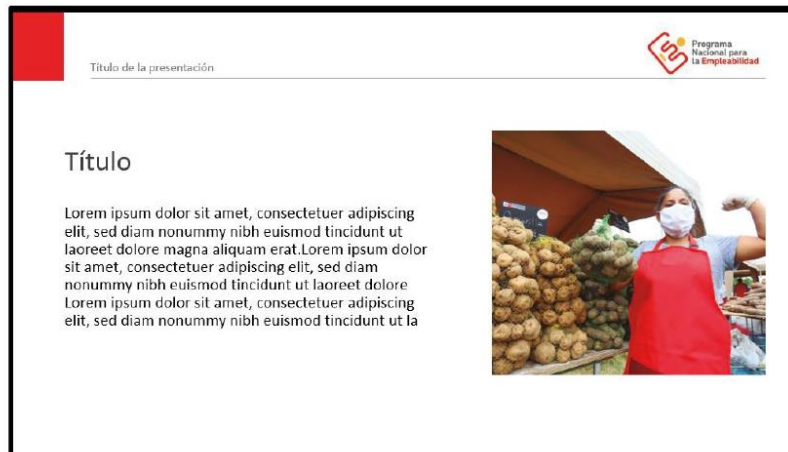 Título de la presentación
Programa
Nacional para
la Empleabilidad
Título
Lorem ipsum dolor sit amet, consectetuer adipiscing
elit, sed diam nonummy nibh euismod tincidunt ut
laoreet dolore magna aliquam erat.Lorem ipsum dolor
sit amet, consectetuer adipiscing elit, sed diam
nonummy nibh euismod tincidunt ut laoreet dolore
Lorem ipsum dolor sit amet, consectetuer adipiscing
elit, sed diam nonummy nibh euismod tincidunt ut la